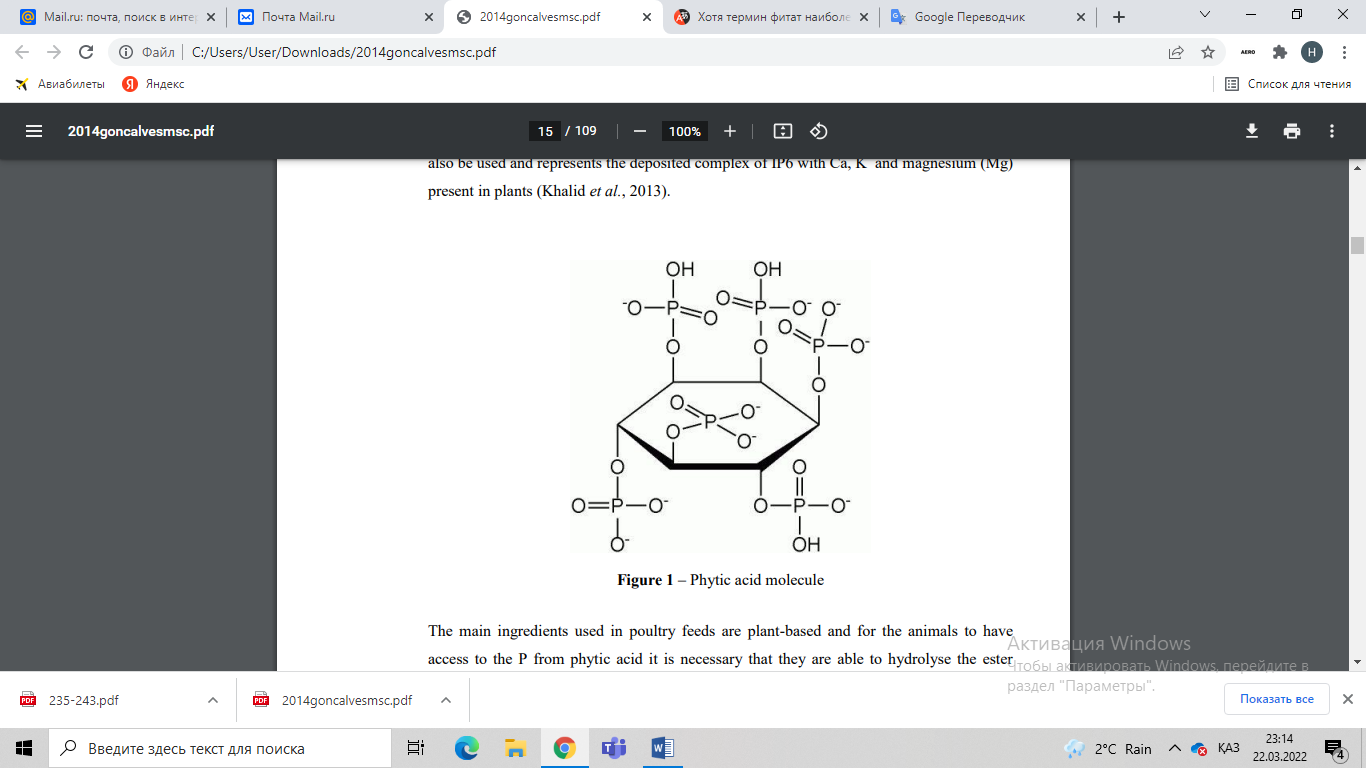 Mail.ru: почта, поиск в интер
Почта Mail.ru
2014goncalvesmsc.pdf
Хотя термин фитат наиболе
Google Переводчик
Файл
C:/Users/User/Downloads/2014goncalvesmsc.pdf
AERO
H
Авиабилеты
Яндекс
Список для чтения
2014goncalvesmsc.pdf
15 / 109
100%
also be used and represents the deposited complex of IP6 with Ca, K and magnesium (Mg)
present in plants (Khalid et al., 2013).
OH OH
-O—P=O O=P—O- O-
O=P—O-
O O
O
O=P—O-
O O-
O O
O=P—O- O—P—O-
O- OH
Figure 1 – Phytic acid molecule
The main ingredients used in poultry feeds are plant-based and for the animals to have
access to the P from phytic acid it is necessary that they are able to hydrolyse the ester
Активация Windows
Чтобы активировать Windows, перейдите в
раздел "Параметры".
PDF
235-243.pdf
PDF
2014goncalvesmsc.pdf
Показать все
Введите здесь текст для поиска
2°C Rain
ҚАЗ
23:14
22.03.2022
4